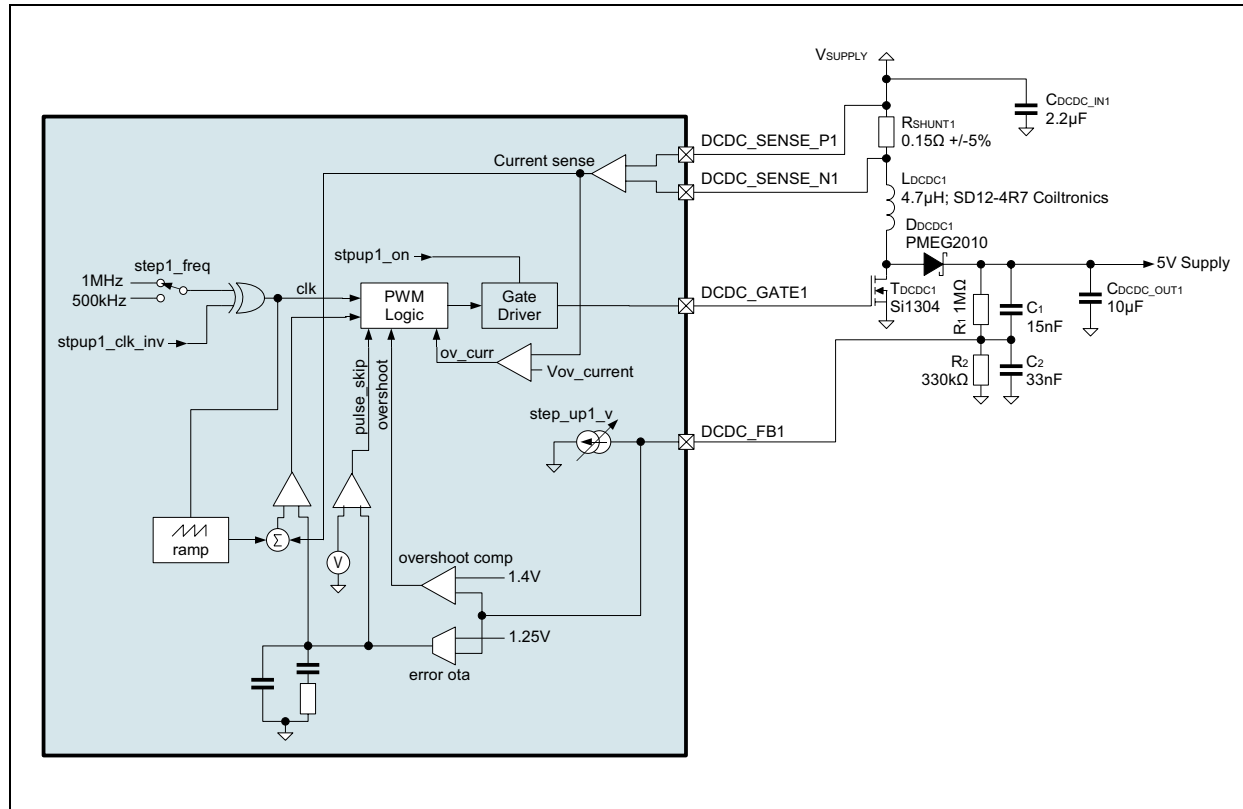 VSUPPLY
CDCDC_IN1
2.2µF
RSHUNT1
0.15Ω +/-5%
DCDC_SENSE_P1
Current sense
DCDC_SENSE_N1
LDCDC1
4.7µH; SD12-4R7 Coiltronics
DDCDC1
PMEG2010
stpup1_on
step1_freq
1MHz
500kHz
clk
PWM
Logic
Gate
Driver
DCDC_GATE1
TDCDC1
Si1304
5V Supply
R1 1MΩ
C1
15nF
CDCDC_OUT1
10µF
stpup1_clk_inv
ov_curr
Vov_current
pulse_skip
overshoot
R2
330kΩ
C2
33nF
step_up1_v
DCDC_FB1
ramp
Σ
V
overshoot comp
1.4V
1.25V
error ota